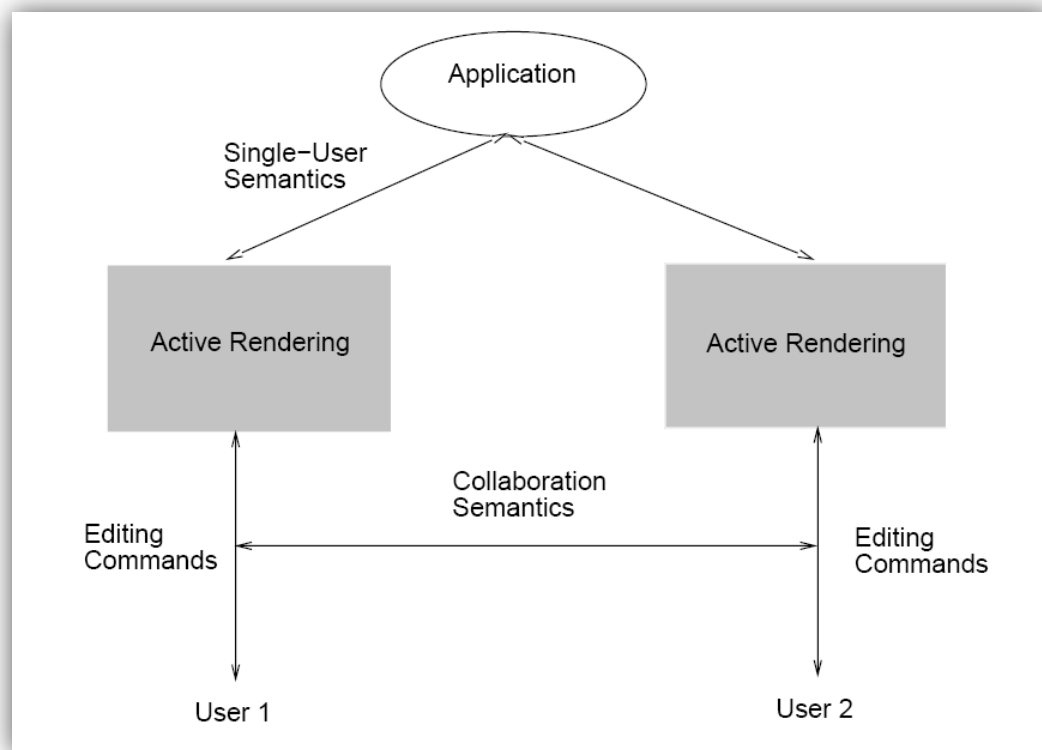 Application
Single−User
Semantics
Active Rendering
Active Rendering
Collaboration
Semantics
Editing
Commands
Editing
Commands
User 1
User 2